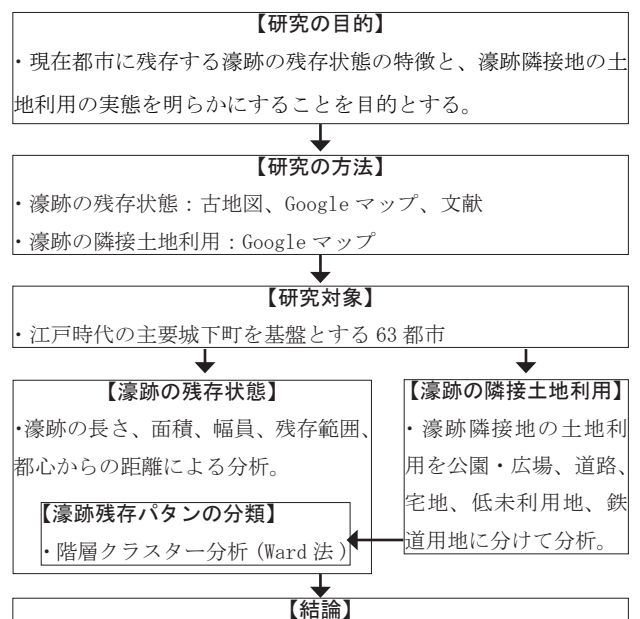 【研究の目的】
・現在都市に残存する濠跡の残存状態の特徴と、濠跡隣接地の土
地利用の実態を明らかにすることを目的とする。
【研究の方法】
・濠跡の残存状態：古地図、Google マップ、文献
・濠跡の隣接土地利用：Google マップ
【研究対象】
・江戸時代の主要城下町を基盤とする 63 都市
【濠跡の残存状態】
・濠跡の長さ、面積、幅員、残存範囲、
都心からの距離による分析。
【濠跡残存パタンの分類】
・階層クラスター分析 (Ward 法)
【濠跡の隣接土地利用】
・濠跡隣接地の土地利
用を公園・広場、道路、
宅地、低未利用地、鉄
道用地に分けて分析。
【結論】